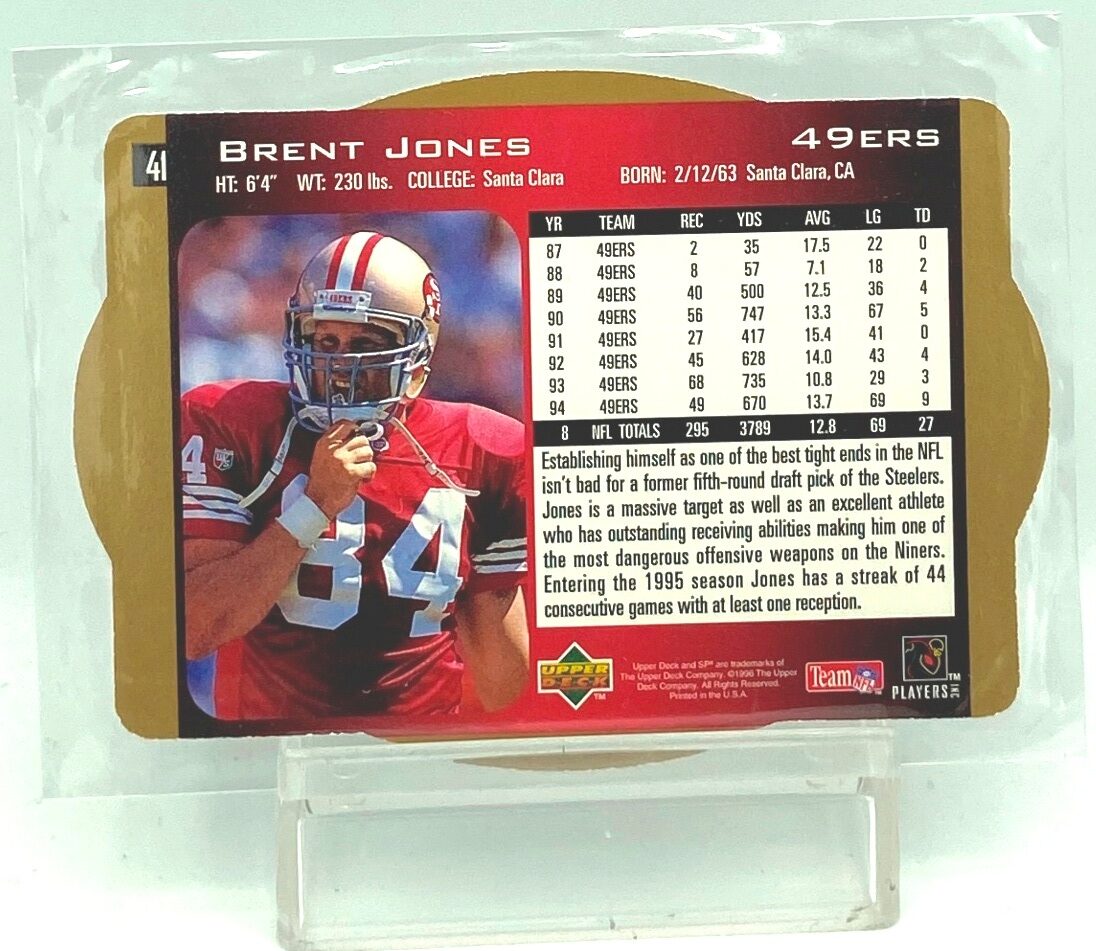 41
BRENT JONES
49ERS
HT: 6'4" WT: 230 lbs. COLLEGE: Santa Clara
BORN: 2/12/63 Santa Clara, CA
YR TEAM REC YDS AVG LG TD
87 49ERS 2 35 17.5 22 0
88 49ERS 8 57 7.1 18 2
89 49ERS 40 500 12.5 36 4
90 49ERS 56 747 13.3 67 5
91 49ERS 27 417 15.4 41 0
92 49ERS 45 628 14.0 43 4
93 49ERS 68 735 10.8 29 3
94 49ERS 49 670 13.7 69 9
8 NFL TOTALS 295 3789 12.8 69 27
Establishing himself as one of the best tight ends in the NFL
isn't bad for a former fifth-round draft pick of the Steelers.
Jones is a massive target as well as an excellent athlete
who has outstanding receiving abilities making him one of
the most dangerous offensive weapons on the Niners.
Entering the 1995 season Jones has a streak of 44
consecutive games with at least one reception.
49ERS
4
84
UPPER
DECK
TM
Upper Deck and SP® are trademarks of
The Upper Deck Company. ©1996 The Upper
Deck Company. All Rights Reserved.
Printed in the U.S.A.
Team NFL
TM
PLAYERS INC